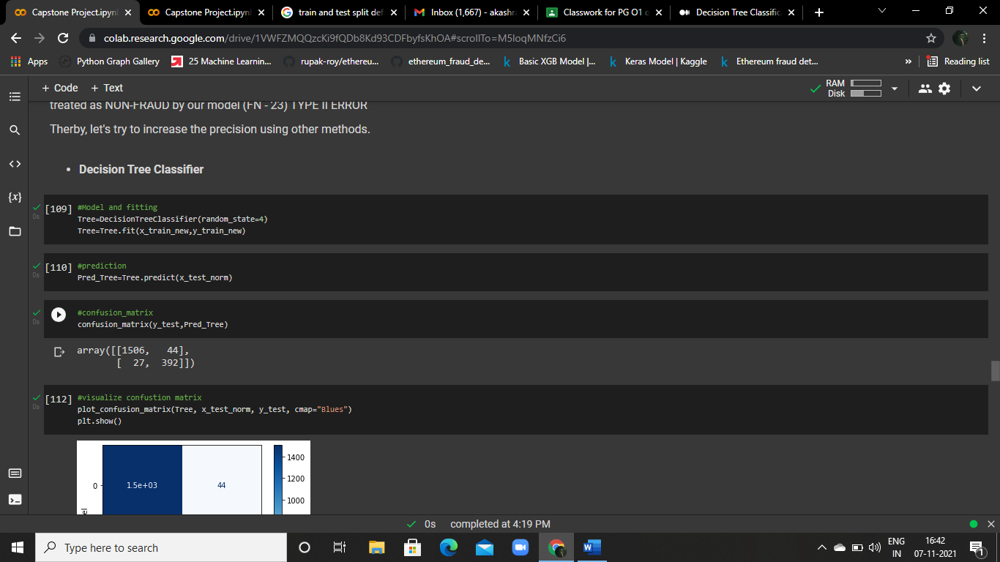 Capstone Project.ipyn
Capstone Project.ipyn
train and test split def
Inbox (1,667) - akashra
Classwork for PG O1 c
Decision Tree Classific
colab.research.google.com/drive/1VWFZMQQzcKi9fQDb8Kd93CDFbyfsKhOA#scrollTo=M5IoqMNfzCi6
Apps
Python Graph Gallery
25 Machine Learnin...
rupak-roy/ethereu...
ethereum_fraud_de...
Basic XGB Model |...
Keras Model | Kaggle
Ethereum fraud det...
»
Reading list
+ Code
+ Text
RAM
Disk
treated as NON-FRAUD by our model (FN - 23) TYPE II ERROR
Therby, let's try to increase the precision using other methods.
• Decision Tree Classifier
[109]
0s
#Model and fitting
Tree=DecisionTreeClassifier(random_state=4)
Tree=Tree.fit(x_train_new,y_train_new)
[110]
0s
#prediction
Pred_Tree=Tree.predict(x_test_norm)
0s
#confusion_matrix
confusion_matrix(y_test,Pred_Tree)
array([[1506,   44],
       [  27,  392]])
[112]
0s
#visualize confustion matrix
plot_confusion_matrix(Tree, x_test_norm, y_test, cmap="Blues")
plt.show()
0
1.5e+03
44
1400
1200
1000
el
0s
completed at 4:19 PM
Type here to search
ENG
IN
16:42
07-11-2021
1